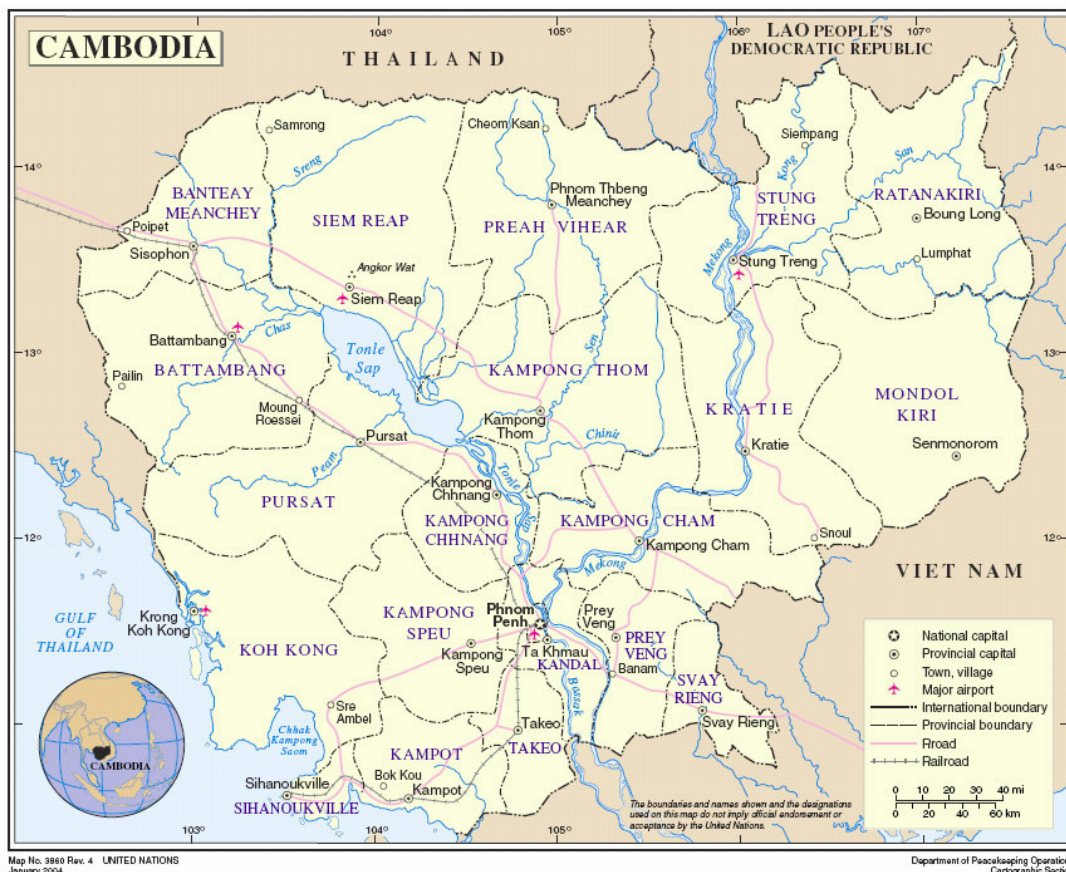 CAMBODIA
THAILAND
LAO PEOPLE'S
DEMOCRATIC REPUBLIC
104°
105°
106°
107°
14°
14°
13°
13°
12°
12°
103°
104°
105°
Samrong
Sreng
Cheom Ksan
Siempang
Kong
San
BANTEAY
MEANCHEY
SIEM REAP
Phnom Thbeng
Meanchey
PREAH VIHEAR
STUNG
TRENG
RATANAKIRI
Boung Long
Lumphat
Poipet
Sisophon
Angkor Wat
Siem Reap
Mekong
Stung Treng
Battambang
Chas
BATTAMBANG
Pailin
Tonle
Sap
Sen
KAMPONG THOM
Moung
Roessei
Kampong
Thom
KRATIE
MONDOL
KIRI
Pursat
Peam
Chinit
Kratie
Senmonorom
PURSAT
Kampong
Chhnang
Tonle
Sap
KAMPONG
CHHNANG
KAMPONG CHAM
Kampong Cham
Snoul
Mekong
VIET NAM
GULF
OF
THAILAND
Krong
Koh Kong
KOH KONG
KAMPONG
SPEU
Kampong
Speu
Phnom
Penh
Ta Khmau
KANDAL
Prey
Veng
PREY
VENG
Banam
SVAY
RIENG
Svay Rieng
Bassak
Sre
Ambel
Chhak
Kampong
Saom
Takeo
TAKEO
KAMPOT
Bok Kou
Kampot
Sihanoukville
SIHANOUKVILLE
CAMBODIA
National capital
Provincial capital
Town, village
Major airport
International boundary
Provincial boundary
Rroad
Railroad
0 20 40 mi
0 20 40 60 km
The boundaries and names shown and the designations
used on this map do not imply official endorsement or
acceptance by the United Nations.
Map No. 3860 Rev. 4 UNITED NATIONS
January 2004
Department of Peacekeeping Operation
Cartographic Sectio